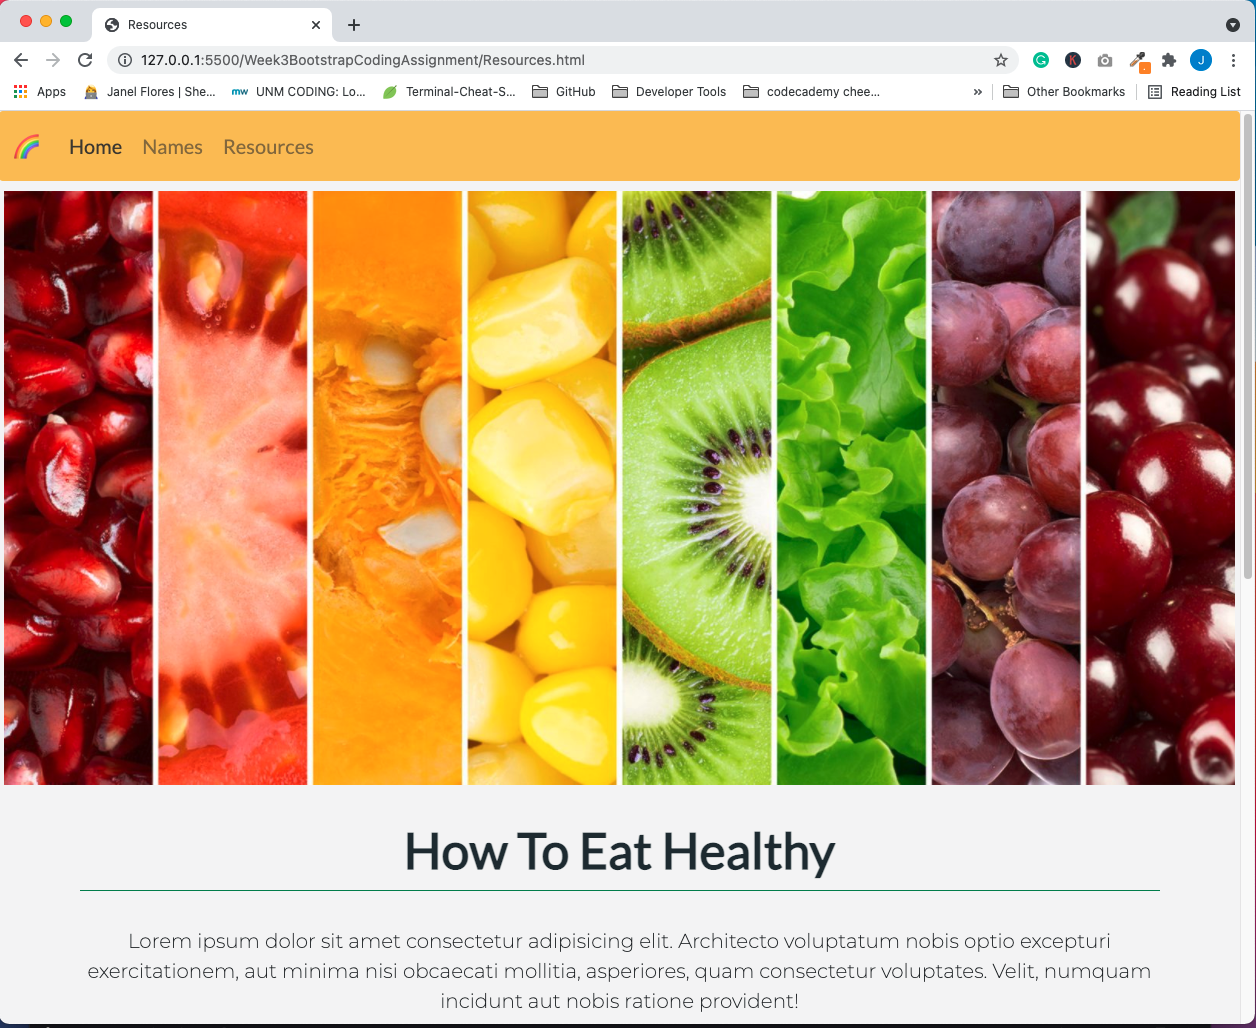 Resources
127.0.0.1:5500/Week3BootstrapCodingAssignment/Resources.html
G K J
Apps Janel Flores | She... mw UNM CODING: Lo... Terminal-Cheat-S... GitHub Developer Tools codecademy chee... » Other Bookmarks Reading List
Home Names Resources
How To Eat Healthy
Lorem ipsum dolor sit amet consectetur adipisicing elit. Architecto voluptatum nobis optio excepturi
exercitationem, aut minima nisi obcaecati mollitia, asperiores, quam consectetur voluptates. Velit, numquam
incidunt aut nobis ratione provident!